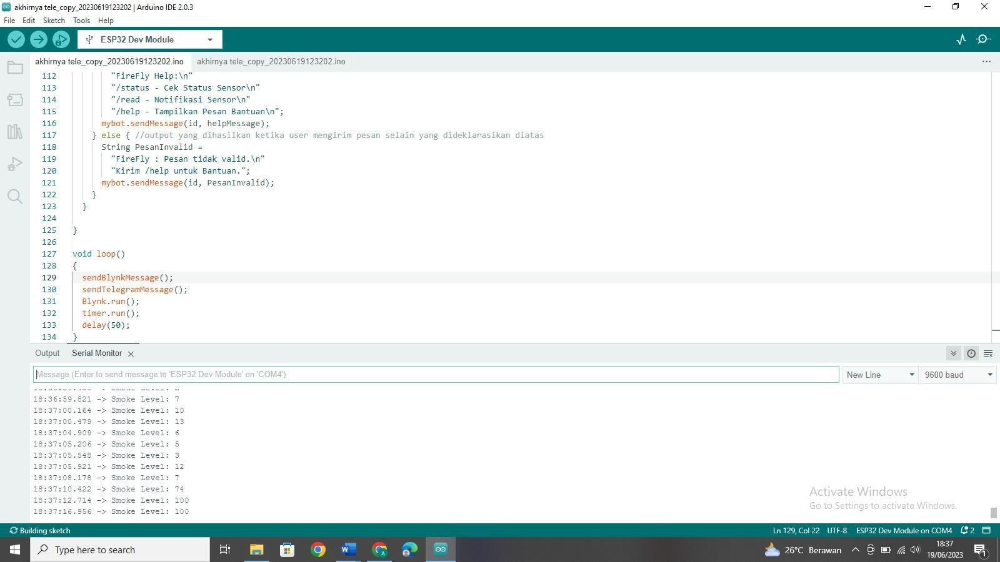 akhirnya tele_copy_20230619123202 | Arduino IDE 2.0.3
File Edit Sketch Tools Help
ESP32 Dev Module
akhirnya tele_copy_20230619123202.ino akhirnya tele_copy_20230619123202.ino
112 "FireFly Help:\n"
113 "/status - Cek Status Sensor\n"
114 "/read - Notifikasi Sensor\n"
115 "/help - Tampilkan Pesan Bantuan\n";
116 mybot.sendMessage(id, helpMessage);
117 } else { //output yang dihasilkan ketika user mengirim pesan selain yang dideklarasikan diatas
118 String PesanInvalid =
119 "FireFly : Pesan tidak valid.\n"
120 "Kirim /help untuk Bantuan.";
121 mybot.sendMessage(id, PesanInvalid);
122 }
123 }
124
125 }
126
127 void loop()
128 {
129 sendBlynkMessage();
130 sendTelegramMessage();
131 Blynk.run();
132 timer.run();
133 delay(50);
134 }
Output Serial Monitor
Message (Enter to send message to 'ESP32 Dev Module' on 'COM4')
New Line 9600 baud
18:36:59.821 -> Smoke Level: 7
18:37:00.164 -> Smoke Level: 10
18:37:00.479 -> Smoke Level: 13
18:37:04.909 -> Smoke Level: 6
18:37:05.206 -> Smoke Level: 5
18:37:05.548 -> Smoke Level: 3
18:37:05.921 -> Smoke Level: 12
18:37:08.178 -> Smoke Level: 7
18:37:10.422 -> Smoke Level: 74
18:37:12.714 -> Smoke Level: 100
18:37:16.956 -> Smoke Level: 100
Activate Windows
Go to Settings to activate Windows.
Building sketch
Ln 129, Col 22 UTF-8 ESP32 Dev Module on COM4 2
Type here to search
26°C Berawan
18:37
19/06/2023
1